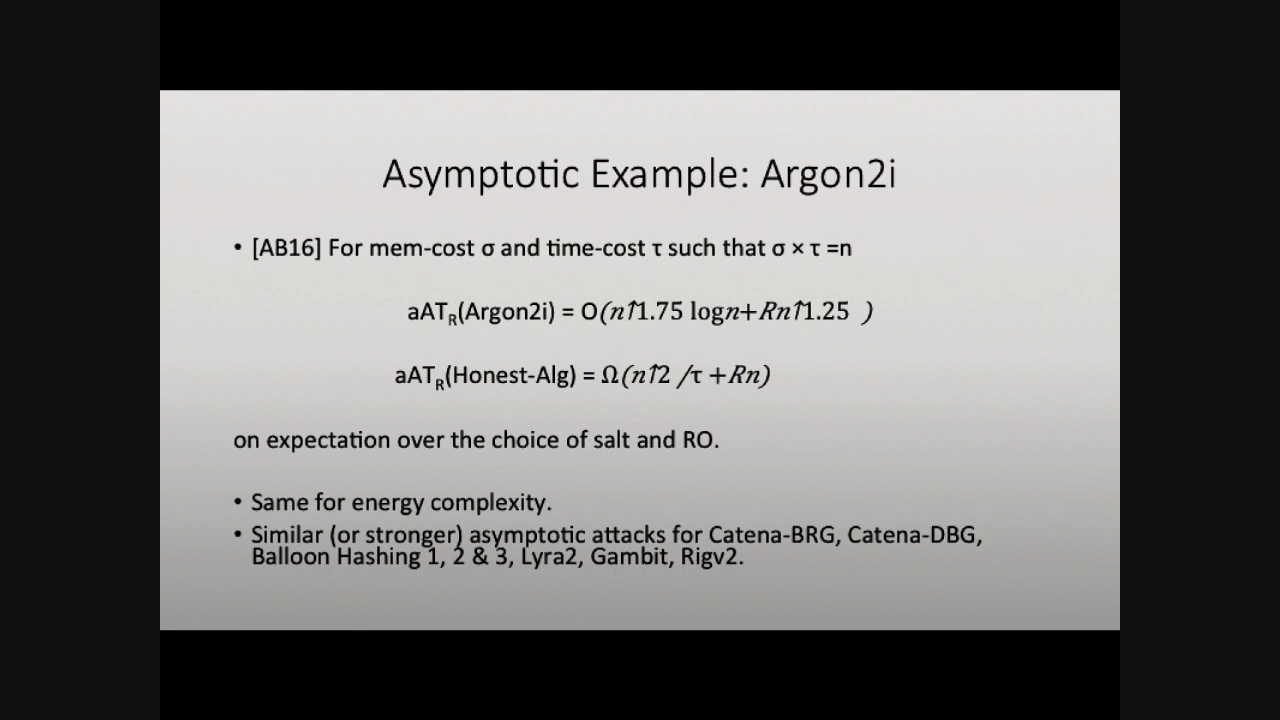 Asymptotic Example: Argon2i
• [AB16] For mem-cost σ and time-cost τ such that σ × τ =n
aAT_R(Argon2i) = O(n↑1.75 logn+Rn↑1.25 )
aAT_R(Honest-Alg) = Ω(n↑2 /τ +Rn)
on expectation over the choice of salt and RO.
• Same for energy complexity.
• Similar (or stronger) asymptotic attacks for Catena-BRG, Catena-DBG,
Balloon Hashing 1, 2 & 3, Lyra2, Gambit, Rigv2.